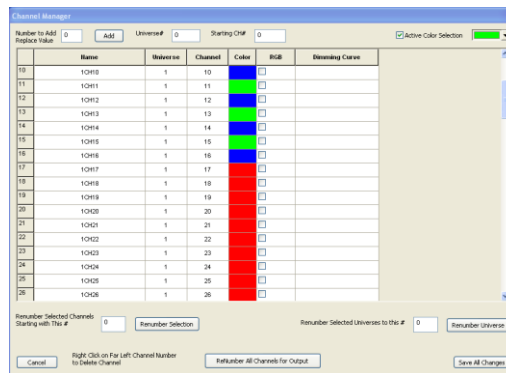 Channel Manager
Number to Add 0 Add Universe# 0 Starting CH# 0 Active Color Selection
Replace Value
Name Universe Channel Color RGB Dimming Curve
10 1CH10 1 10
11 1CH11 1 11
12 1CH12 1 12
13 1CH13 1 13
14 1CH14 1 14
15 1CH15 1 15
16 1CH16 1 16
17 1CH17 1 17
18 1CH18 1 18
19 1CH19 1 19
20 1CH20 1 20
21 1CH21 1 21
22 1CH22 1 22
23 1CH23 1 23
24 1CH24 1 24
25 1CH25 1 25
26 1CH26 1 26
Renumber Selected Channels
Starting with This # 0 Renumber Selection Renumber Selected Universes to this # 0 Renumber Universe
Cancel Right Click on Far Left Channel Number
to Delete Channel ReNumber All Channels for Output Save All Changes